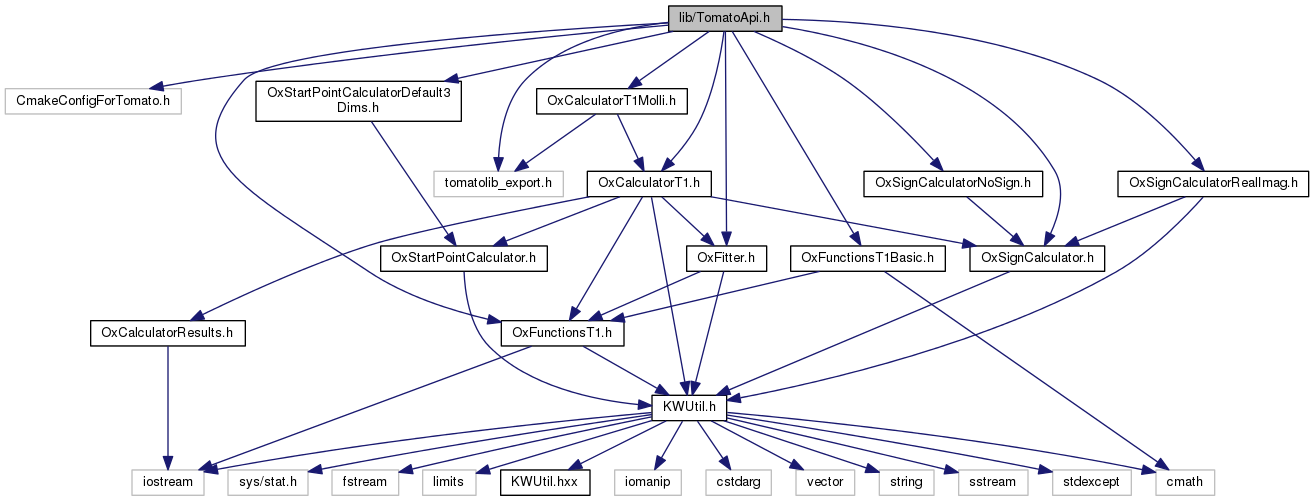 lib/TomatoApi.h
CmakeConfigForTomato.h
OxStartPointCalculatorDefault3
Dims.h
OxCalculatorT1Molli.h
tomatolib_export.h
OxCalculatorT1.h
OxSignCalculatorNoSign.h
OxSignCalculatorRealImag.h
OxStartPointCalculator.h
OxFitter.h
OxFunctionsT1Basic.h
OxSignCalculator.h
OxCalculatorResults.h
OxFunctionsT1.h
KWUtil.h
iostream
sys/stat.h
fstream
limits
KWUtil.hxx
iomanip
cstdarg
vector
string
sstream
stdexcept
cmath